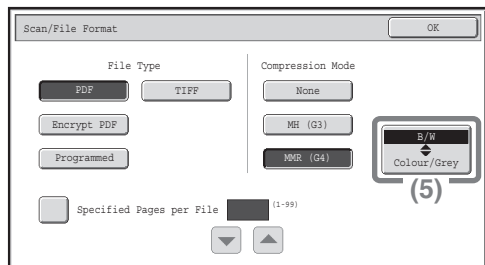 Scan/File Format
OK
File Type
Compression Mode
PDF
TIFF
None
Encrypt PDF
MH (G3)
B/W
Colour/Grey
Programmed
MMR (G4)
(5)
Specified Pages per File
(1-99)